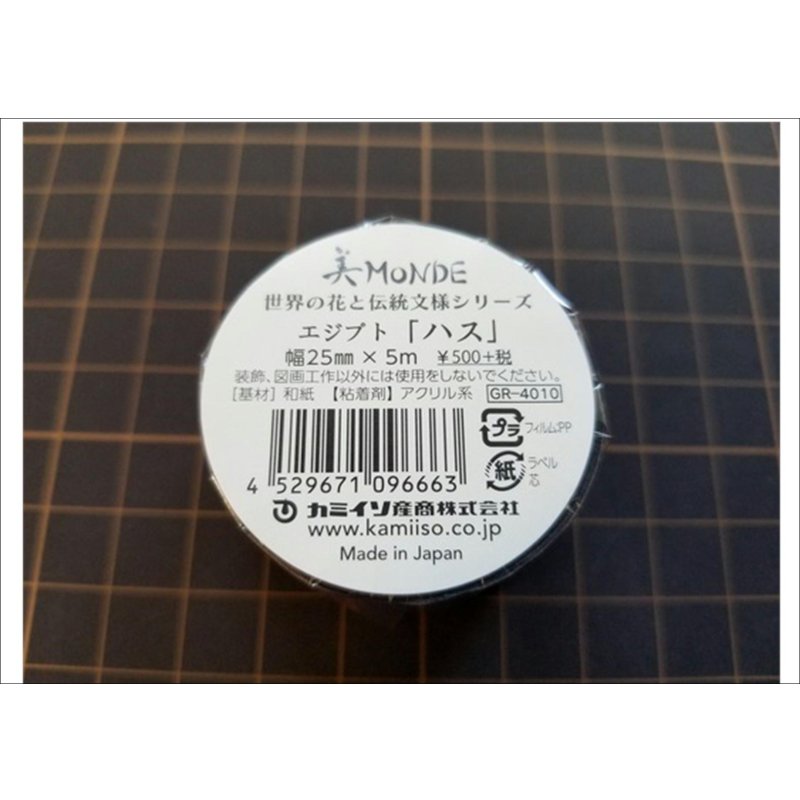 美MONDE
世界の花と伝統文様シリーズ
エジプト「ハス」
幅25mm×5m ¥500+税
装飾、図画工作以外には使用をしないでください。
[基材] 和紙 【粘着剤】アクリル系 GR-4010
プラ フィルム:PP
紙 ラベル 芯
4 529671 096663
カミイソ産商株式会社
www.kamiiso.co.jp
Made in Japan